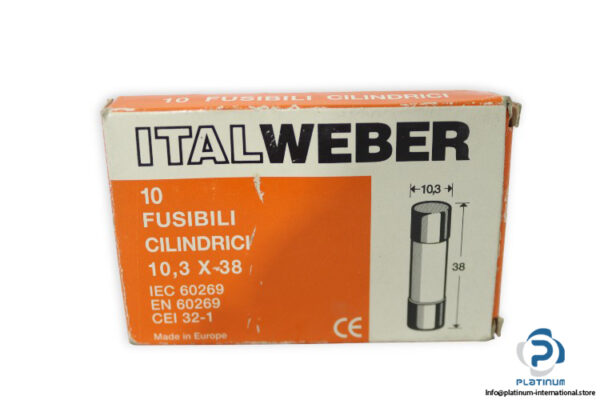 10 FUSIBILI CILINDRICI
ITALWEBER
10
FUSIBILI
CILINDRICI
10,3 X 38
IEC 60269
EN 60269
CEI 32-1
Made in Europe
10,3
38
CE
PLATINUM
Info@platinum-international.store